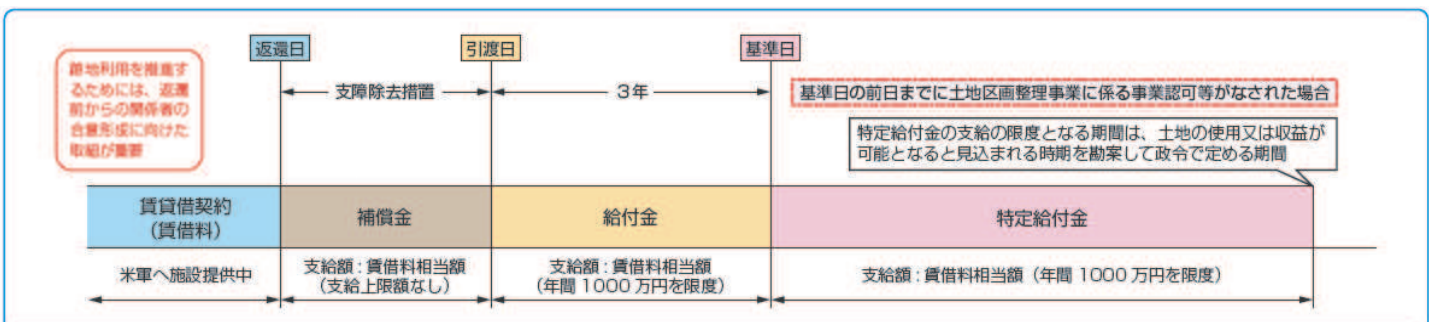 返還日
引渡日
基準日
跡地利用を推進す
るためには、返還
前からの関係者の
合意形成に向けた
取組が重要
支障除去措置
3年
基準日の前日までに土地区画整理事業に係る事業認可等がなされた場合
特定給付金の支給の限度となる期間は、土地の使用又は収益が
可能となると見込まれる時期を勘案して政令で定める期間
賃貸借契約
(賃借料)
補償金
給付金
特定給付金
米軍へ施設提供中
支給額:賃借料相当額
(支給上限額なし)
支給額:賃借料相当額
(年間1000万円を限度)
支給額:賃借料相当額(年間1000万円を限度)